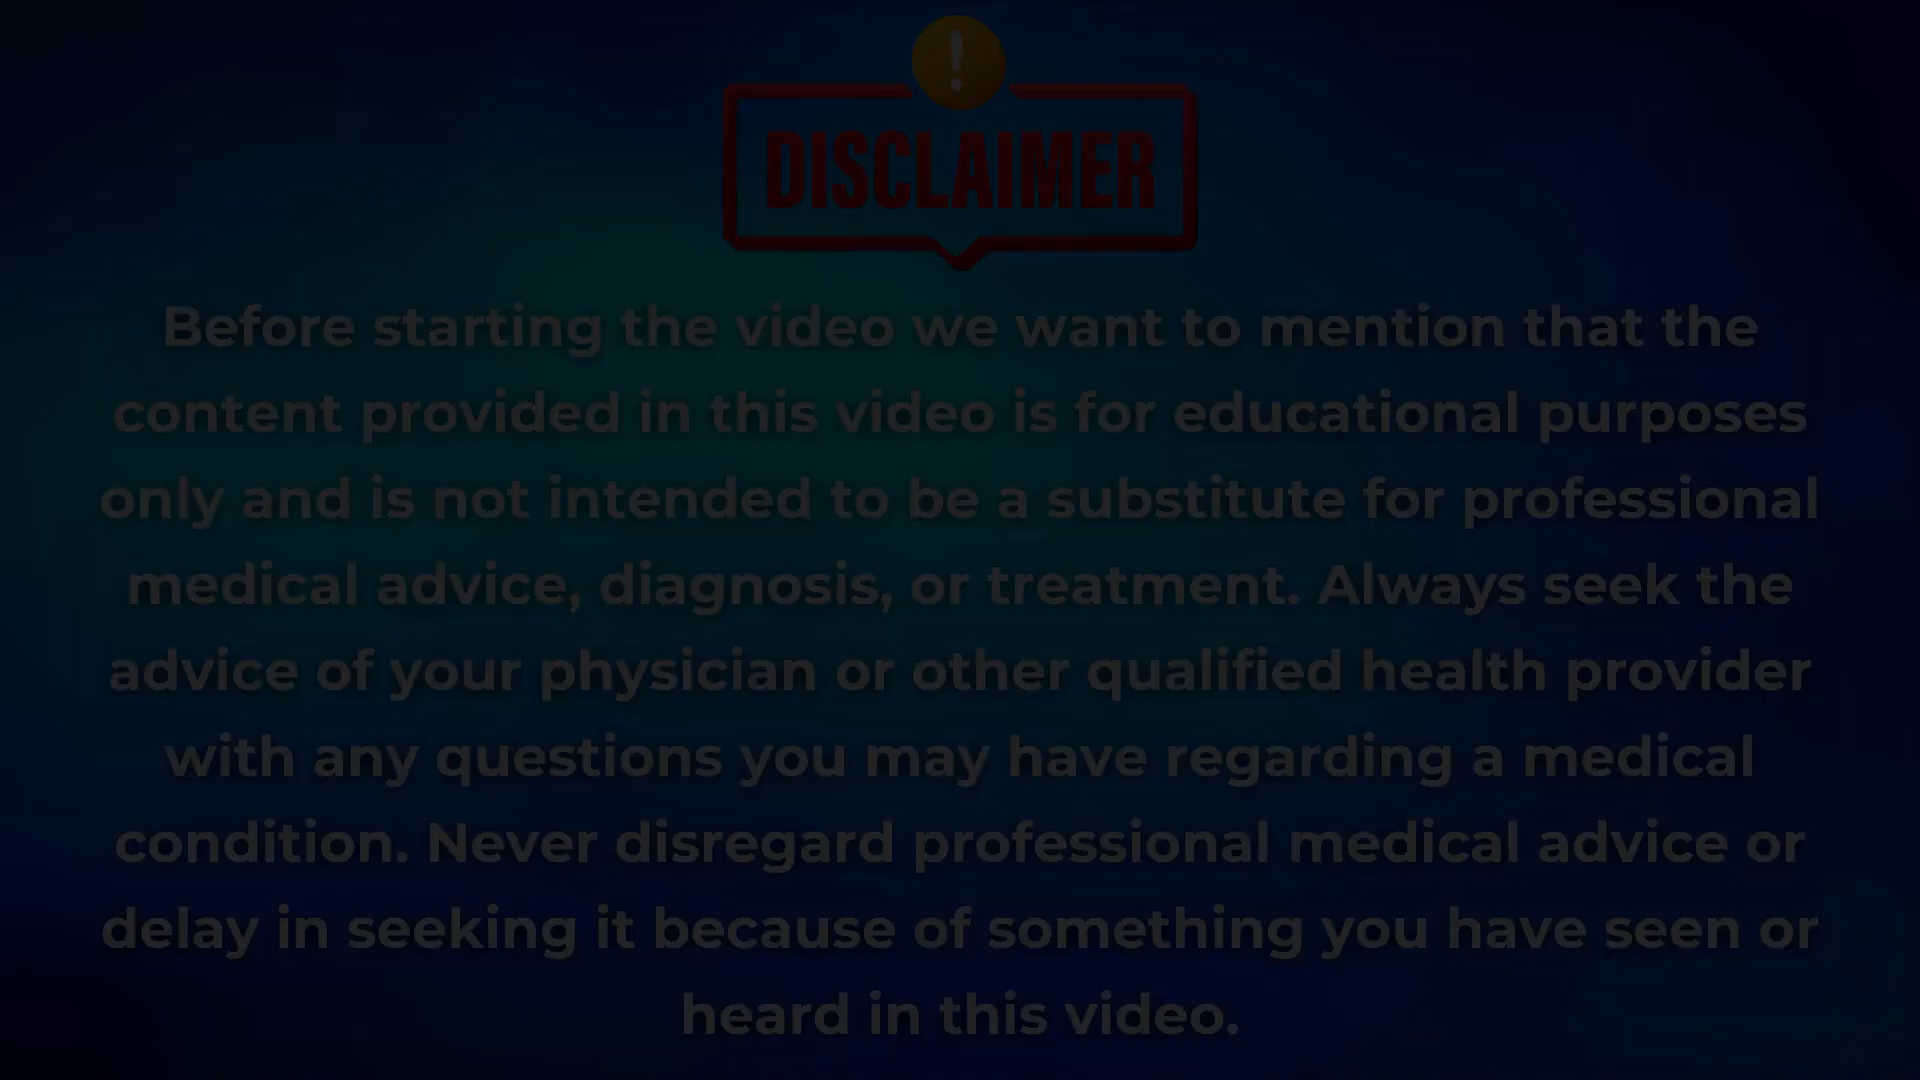 !
DISCLAIMER
Before starting the video we want to mention that the
content provided in this video is for educational purposes
only and is not intended to be a substitute for professional
medical advice, diagnosis, or treatment. Always seek the
advice of your physician or other qualified health provider
with any questions you may have regarding a medical
condition. Never disregard professional medical advice or
delay in seeking it because of something you have seen or
heard in this video.